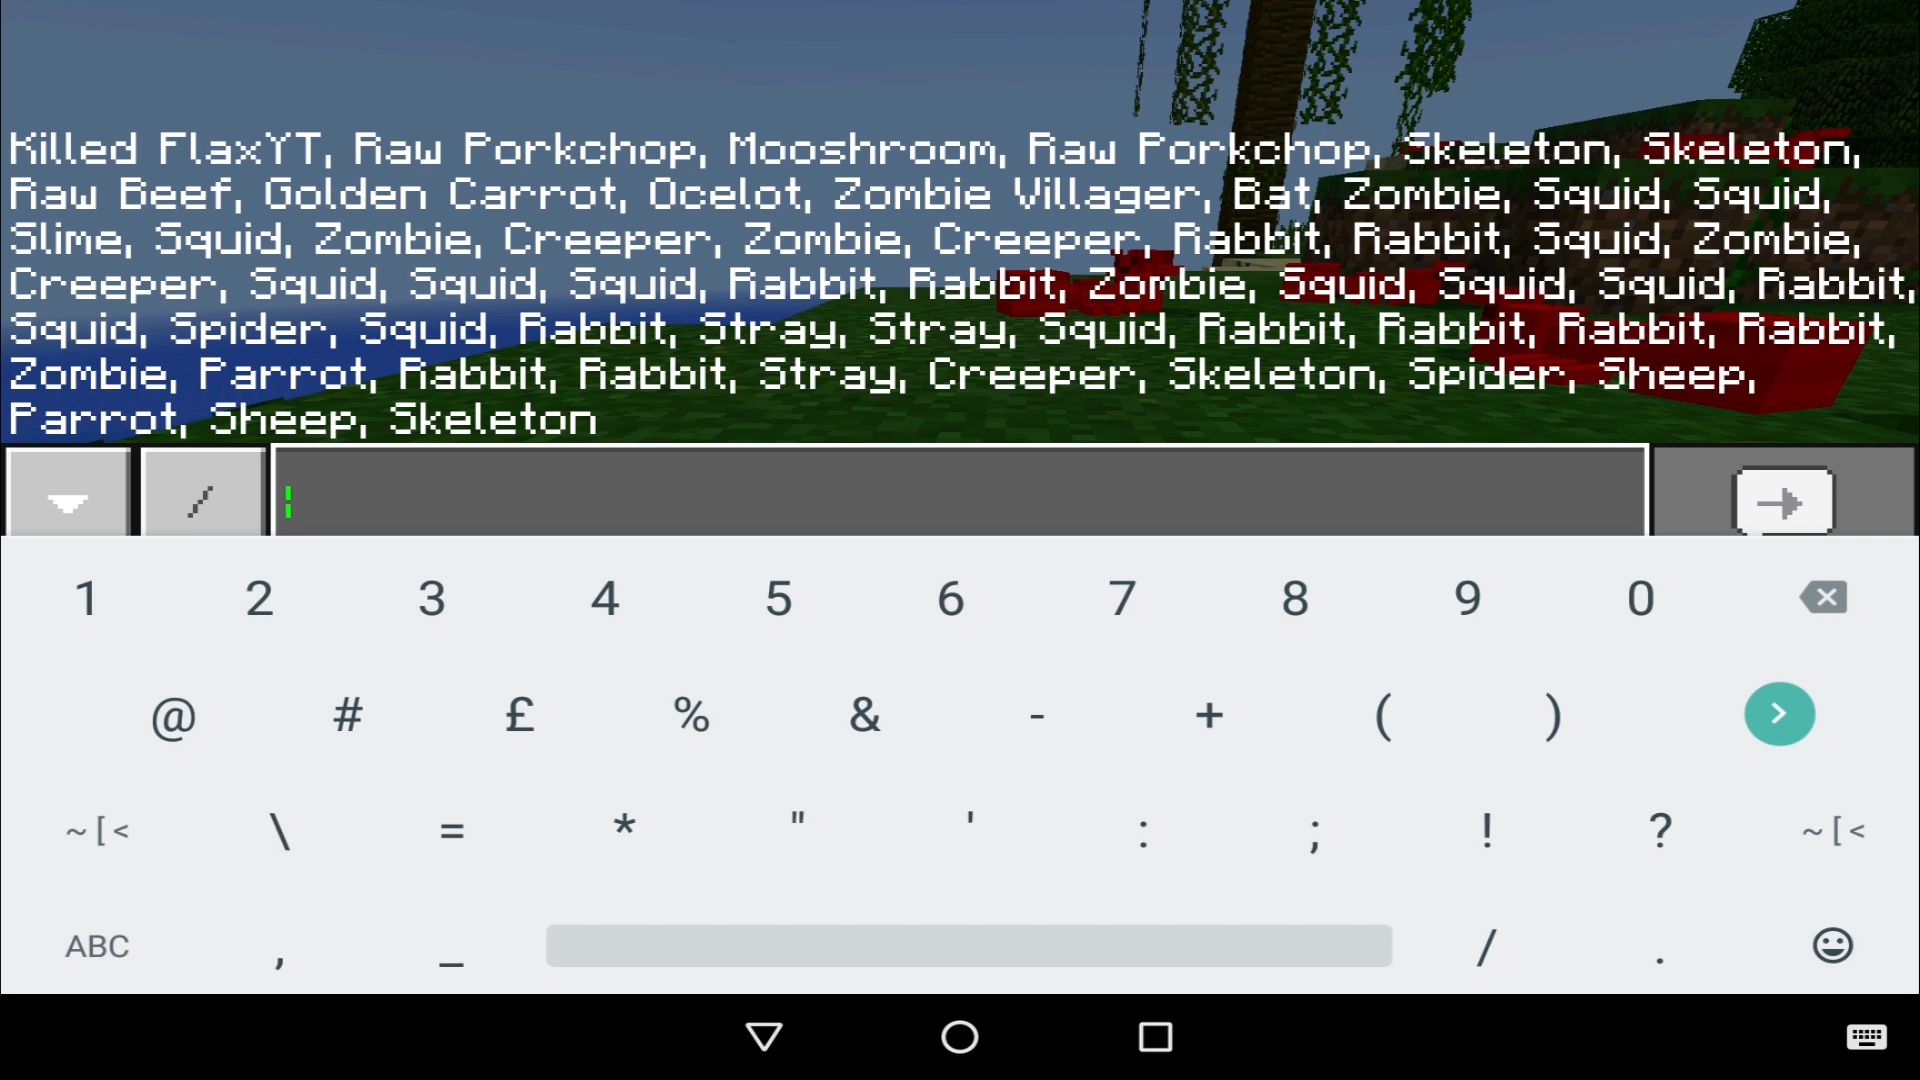 Killed FlaxYT, Raw Porkchop, Mooshroom, Raw Porkchop, Skeleton, Skeleton,
Raw Beef, Golden Carrot, Ocelot, Zombie Villager, Bat, Zombie, Squid, Squid,
Slime, Squid, Zombie, Creeper, Zombie, Creeper, Rabbit, Rabbit, Squid, Zombie,
Creeper, Squid, Squid, Squid, Rabbit, Rabbit, Zombie, Squid, Squid, Squid, Rabbit,
Squid, Spider, Squid, Rabbit, Stray, Stray, Squid, Rabbit, Rabbit, Rabbit, Rabbit,
Zombie, Parrot, Rabbit, Rabbit, Stray, Creeper, Skeleton, Spider, Sheep,
Parrot, Sheep, Skeleton
/
1 2 3 4 5 6 7 8 9 0
@ # £ % & - + ( )
~[< \ = * " ' : ; ! ? ~[<
ABC , _ / .